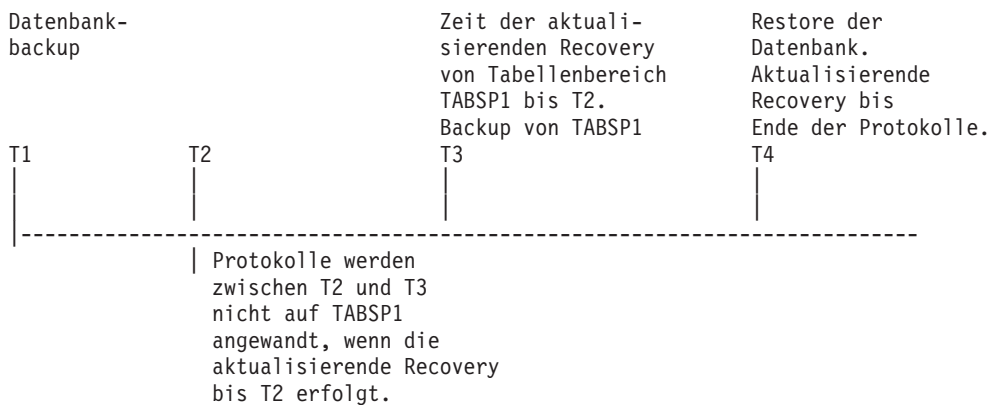 Datenbank-
backup
Zeit der aktuali-
sierenden Recovery
von Tabellenbereich
TABSP1 bis T2.
Backup von TABSP1
Restore der
Datenbank.
Aktualisierende
Recovery bis
Ende der Protokolle.
T1 T2 T3 T4
Protokolle werden
zwischen T2 und T3
nicht auf TABSP1
angewandt, wenn die
aktualisierende Recovery
bis T2 erfolgt.